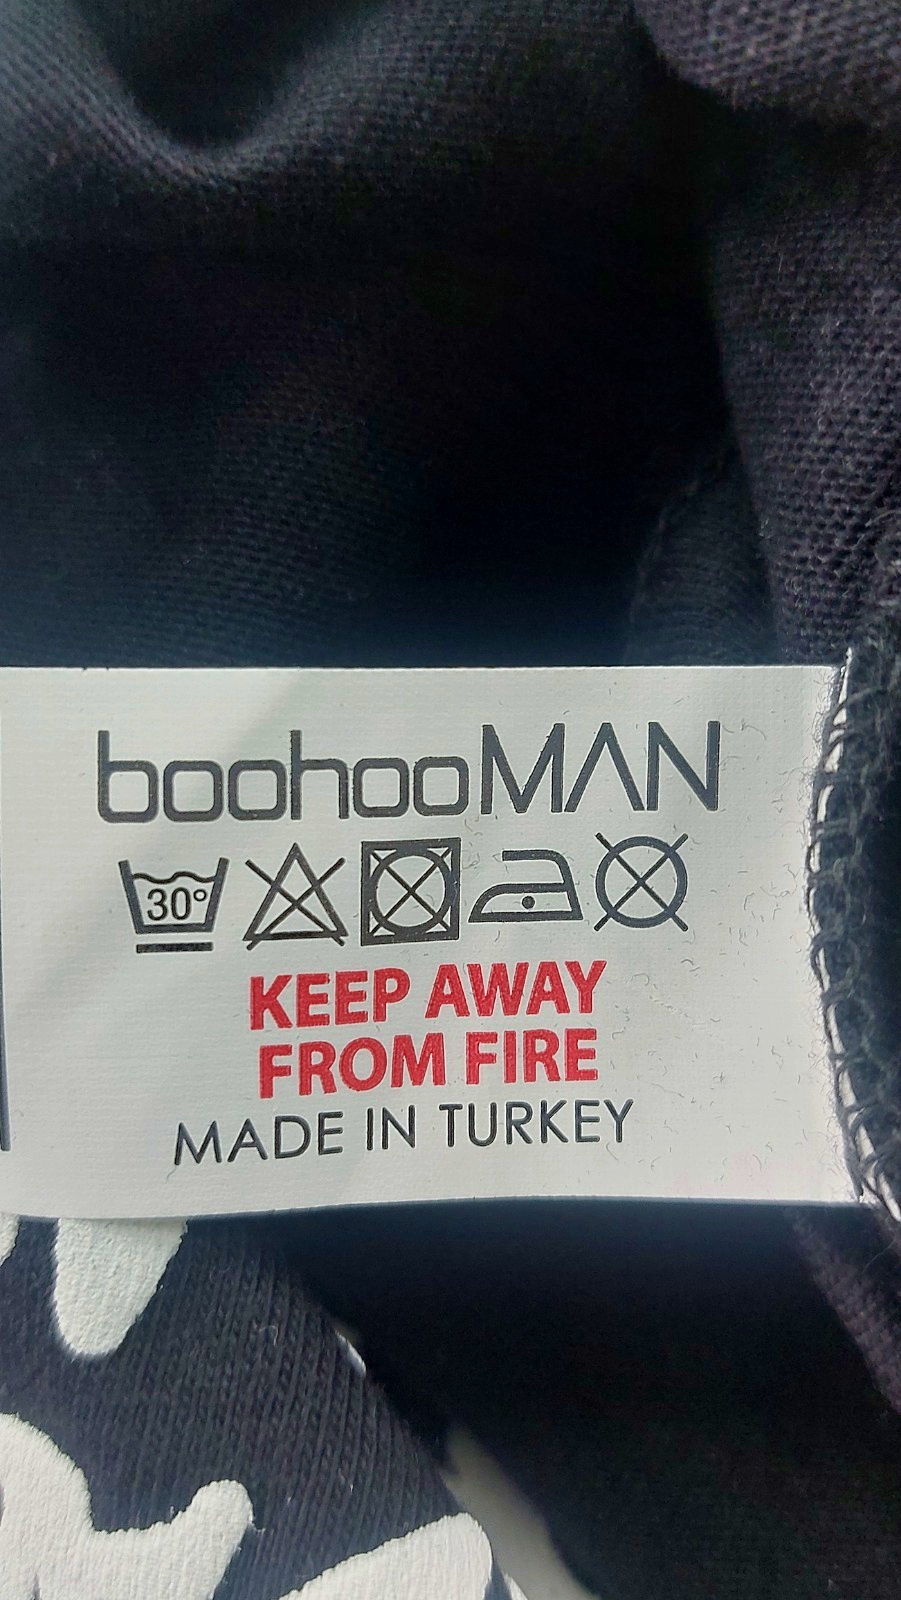 boohooMAN
30°
KEEP AWAY
FROM FIRE
MADE IN TURKEY